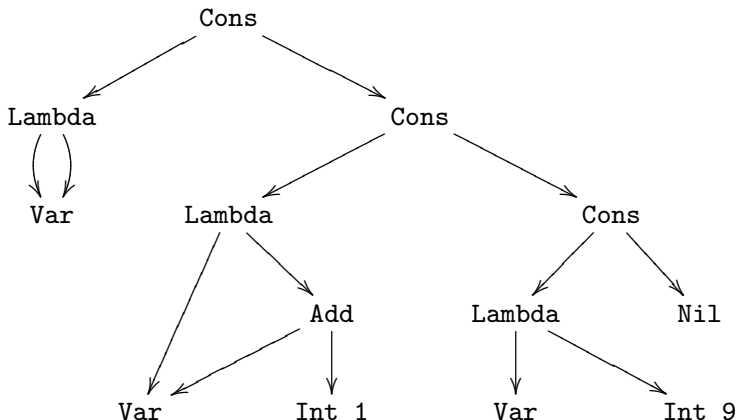 Cons
Lambda Cons
Var Lambda Cons
Add Lambda Nil
Var Int 1 Var Int 9